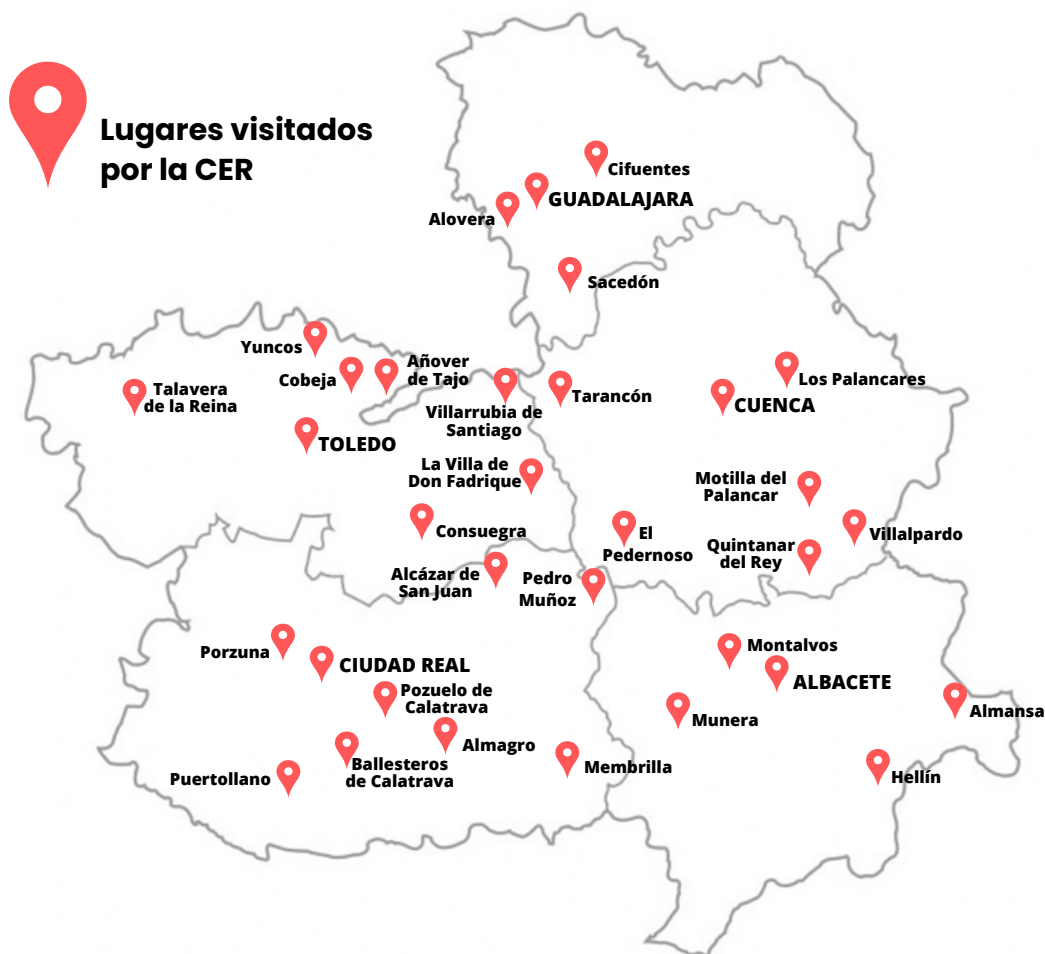 Lugares visitados
por la CER
Cifuentes
GUADALAJARA
Alovera
Sacedón
Yuncos
Cobeja
Añover
de Tajo
Talavera
de la Reina
Villarrubia de
Santiago
Tarancón
Los Palancares
CUENCA
TOLEDO
La Villa de
Don Fadrique
Motilla del
Palancar
Consuegra
El
Pedernoso
Villalpardo
Quintanar
del Rey
Alcázar de
San Juan
Pedro
Muñoz
Porzuna
CIUDAD REAL
Montalvos
ALBACETE
Pozuelo de
Calatrava
Munera
Almansa
Almagro
Ballesteros
de Calatrava
Puertollano
Membrilla
Hellín